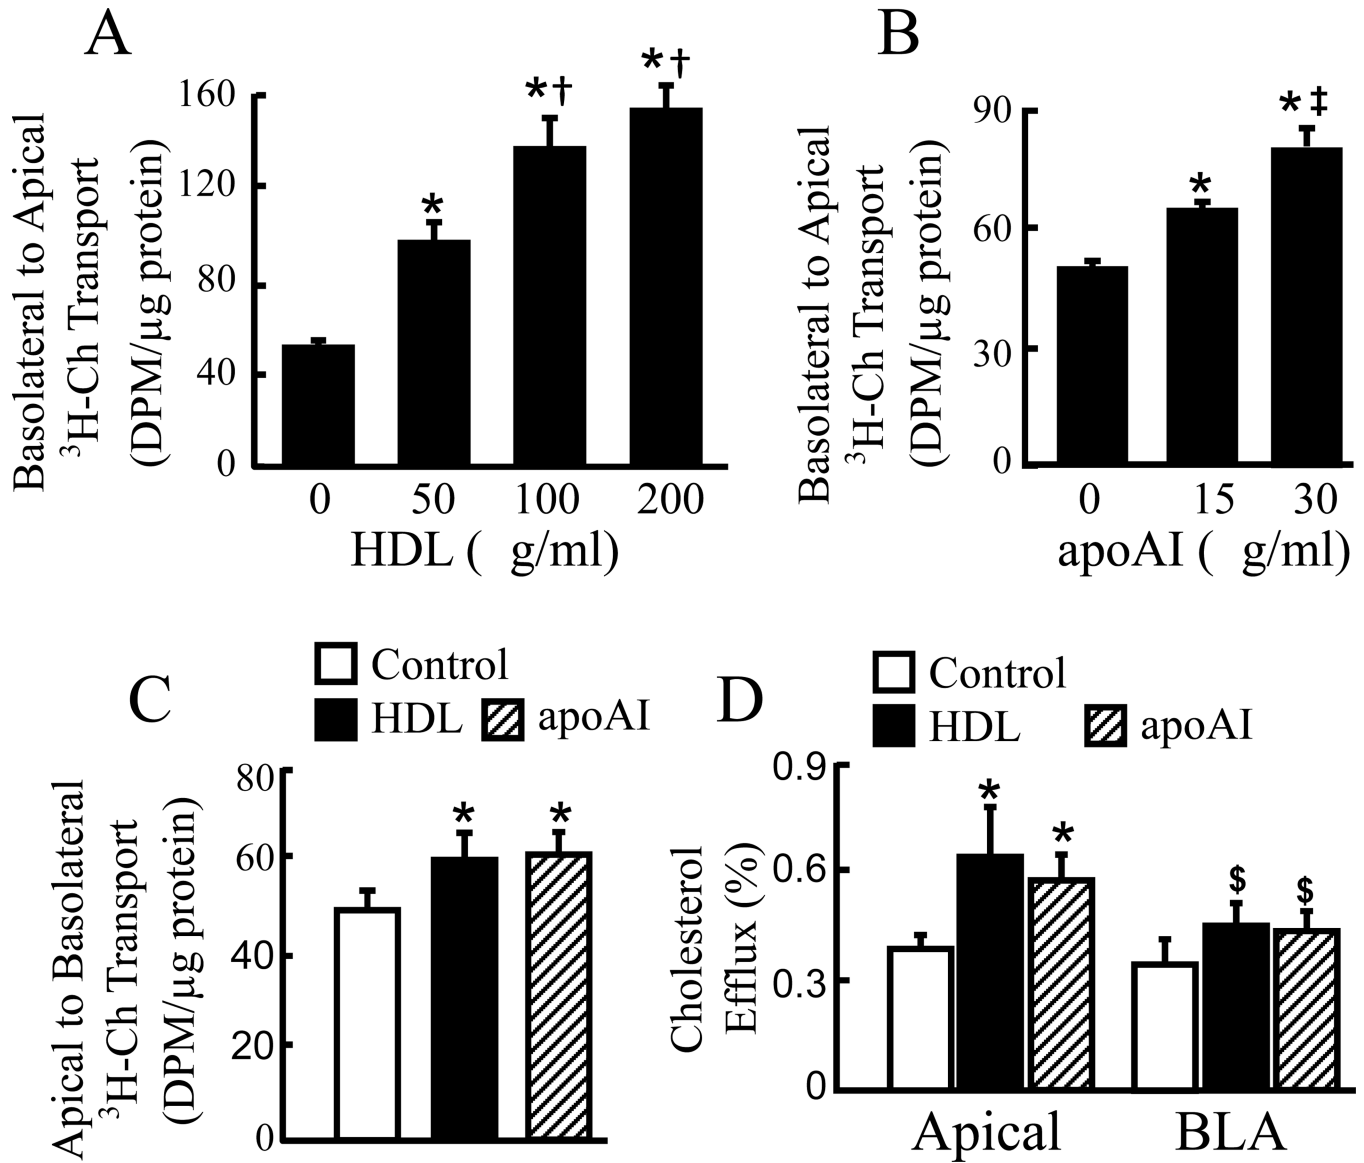 A
Basolateral to Apical
³H-Ch Transport
(DPM/µg protein)
160
120
80
40
0
*
*†
*†
0 50 100 200
HDL ( g/ml)
B
Basolateral to Apical
³H-Ch Transport
(DPM/µg protein)
90
60
30
0
*
*‡
0 15 30
apoAI ( g/ml)
C
Control
HDL apoAI
Apical to Basolateral
³H-Ch Transport
(DPM/µg protein)
80
60
40
20
0
* *
D
Control
HDL apoAI
Cholesterol
Efflux (%)
0.9
0.6
0.3
0
* *
$ $
Apical BLA